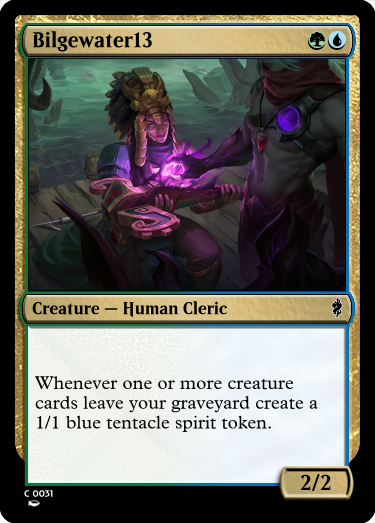 Bilgewater13
Creature — Human Cleric
Whenever one or more creature
cards leave your graveyard create a
1/1 blue tentacle spirit token.
2/2
C 0031